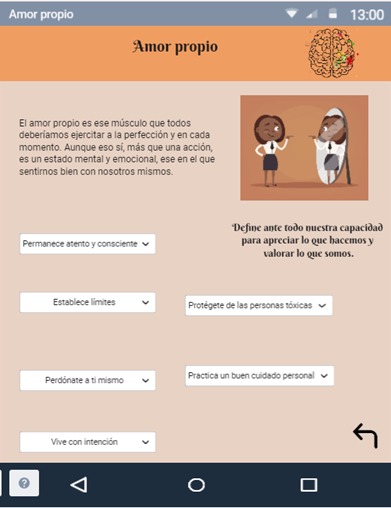 Amor propio
13:00
Amor propio
El amor propio es ese músculo que todos
deberíamos ejercitar a la perfección y en cada
momento. Aunque eso sí, más que una acción,
es un estado mental y emocional, ese en el que
sentirnos bien con nosotros mismos.
Define ante todo nuestra capacidad
para apreciar lo que hacemos y
valorar lo que somos.
Permanece atento y consciente
Establece límites
Protégete de las personas tóxicas
Perdónate a ti mismo
Practica un buen cuidado personal
Vive con intención
?